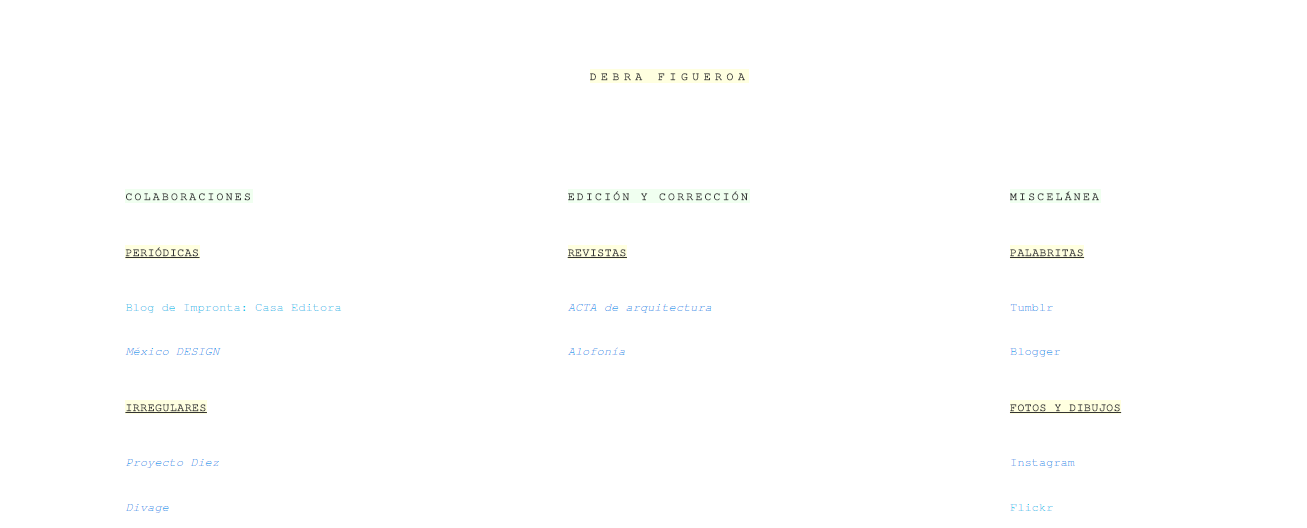 DEBRA FIGUEROA
COLABORACIONES
PERIÓDICAS
Blog de Impronta: Casa Editora
México DESIGN
IRREGULARES
Proyecto Diez
Divage
EDICIÓN Y CORRECCIÓN
REVISTAS
ACTA de arquitectura
Alofonía
MISCELÁNEA
PALABRITAS
Tumblr
Blogger
FOTOS Y DIBUJOS
Instagram
Flickr